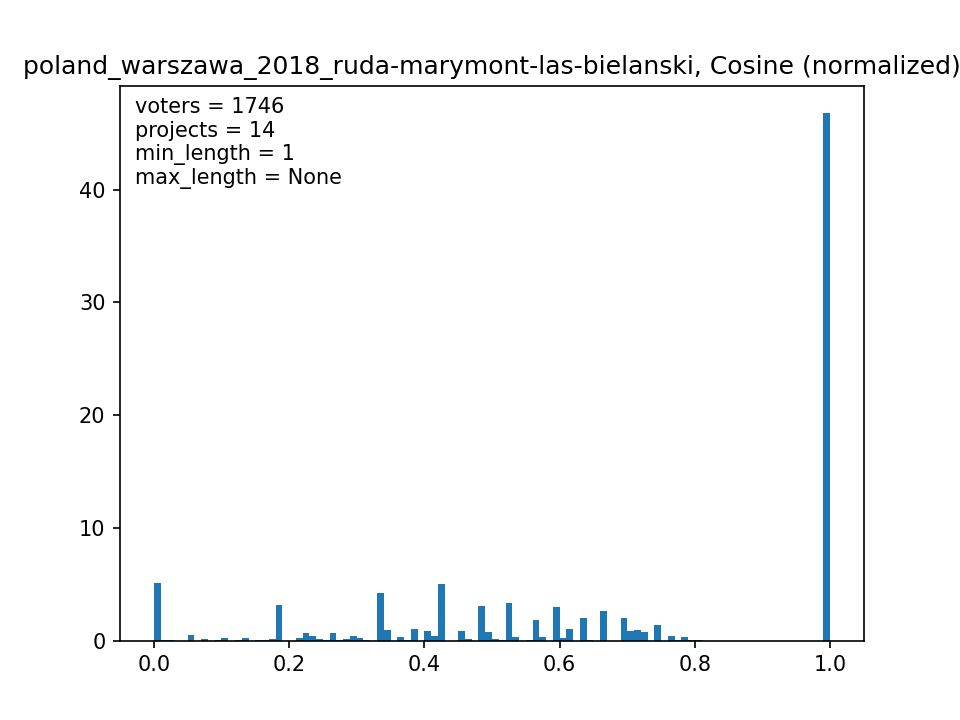 poland_warszawa_2018_ruda-marymont-las-bielanski, Cosine (normalized)
voters = 1746
projects = 14
min_length = 1
max_length = None
40
30
20
10
0
0.0 0.2 0.4 0.6 0.8 1.0